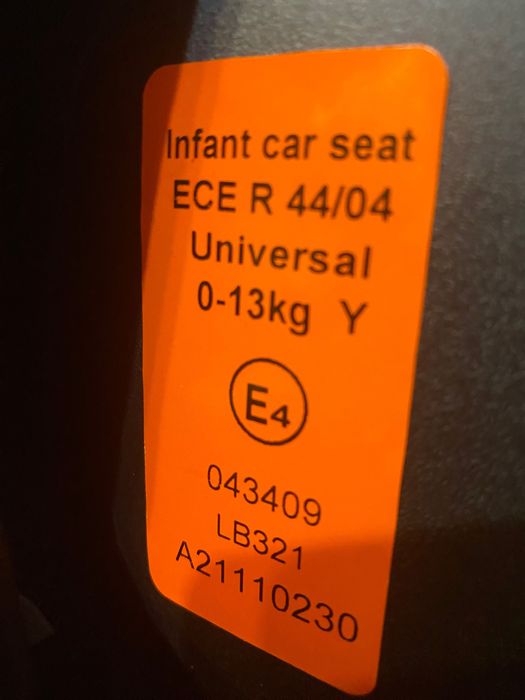 Infant car seat
ECE R 44/04
Universal
0-13kg Y
E4
043409
LB321
A21110230